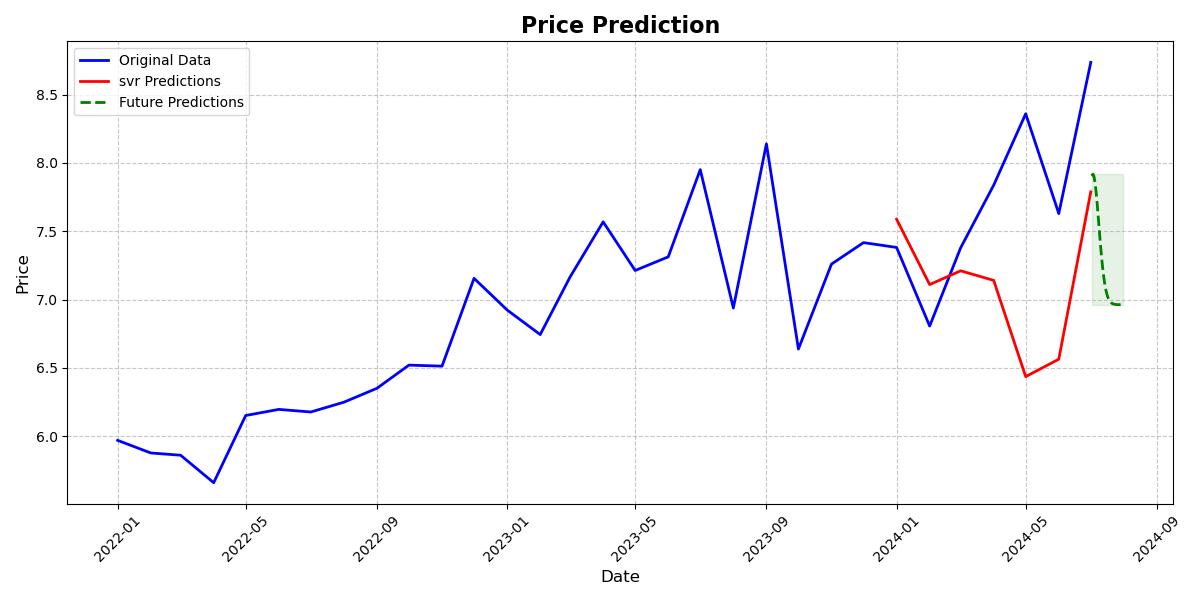 Price Prediction
Original Data
svr Predictions
Future Predictions
Price
8.5
8.0
7.5
7.0
6.5
6.0
2022-01
2022-05
2022-09
2023-01
2023-05
2023-09
2024-01
2024-05
2024-09
Date